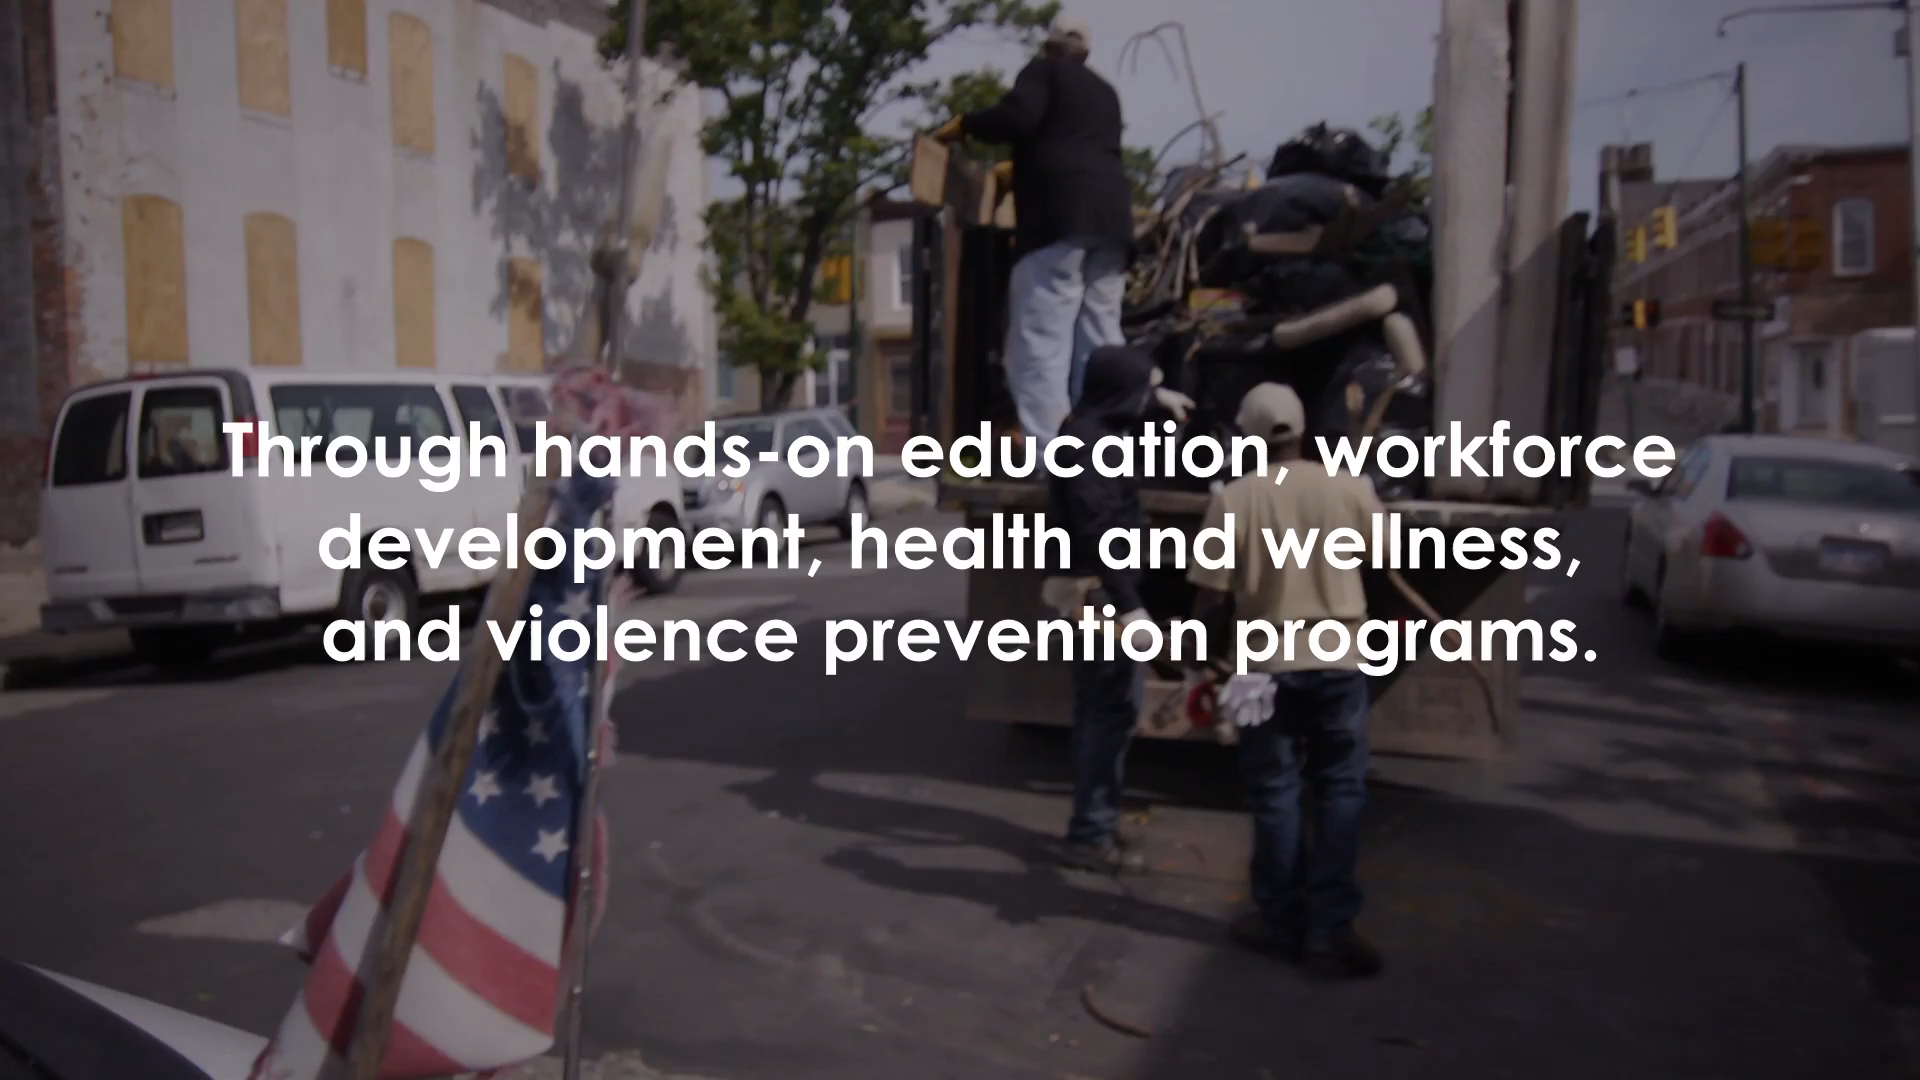 Through hands-on education, workforce
development, health and wellness,
and violence prevention programs.